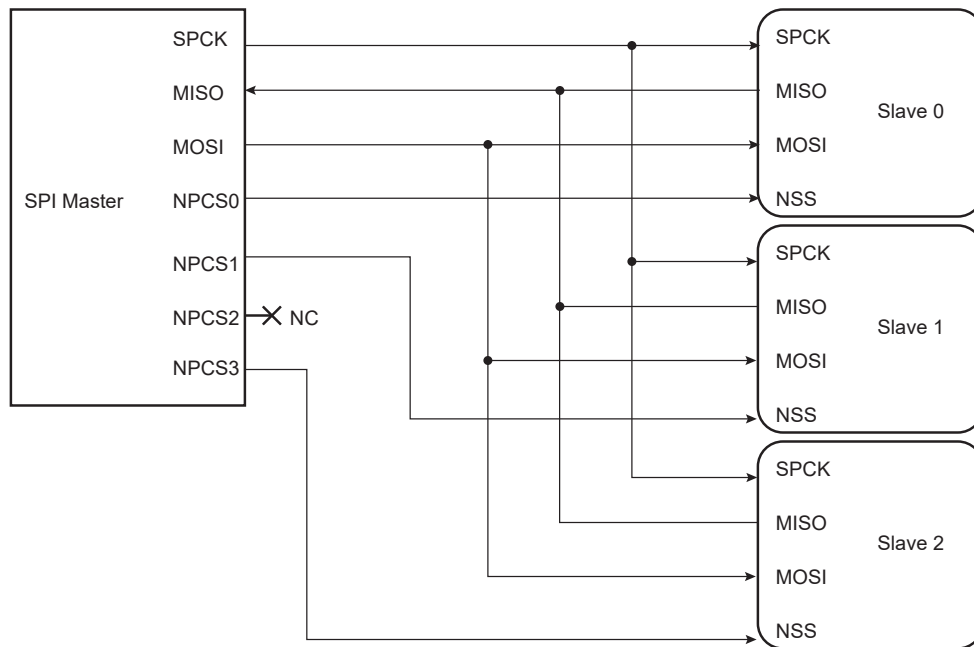 SPI Master
SPCK
MISO
MOSI
NPCS0
NPCS1
NPCS2
NC
NPCS3
SPCK
MISO
Slave 0
MOSI
NSS
SPCK
MISO
Slave 1
MOSI
NSS
SPCK
MISO
Slave 2
MOSI
NSS